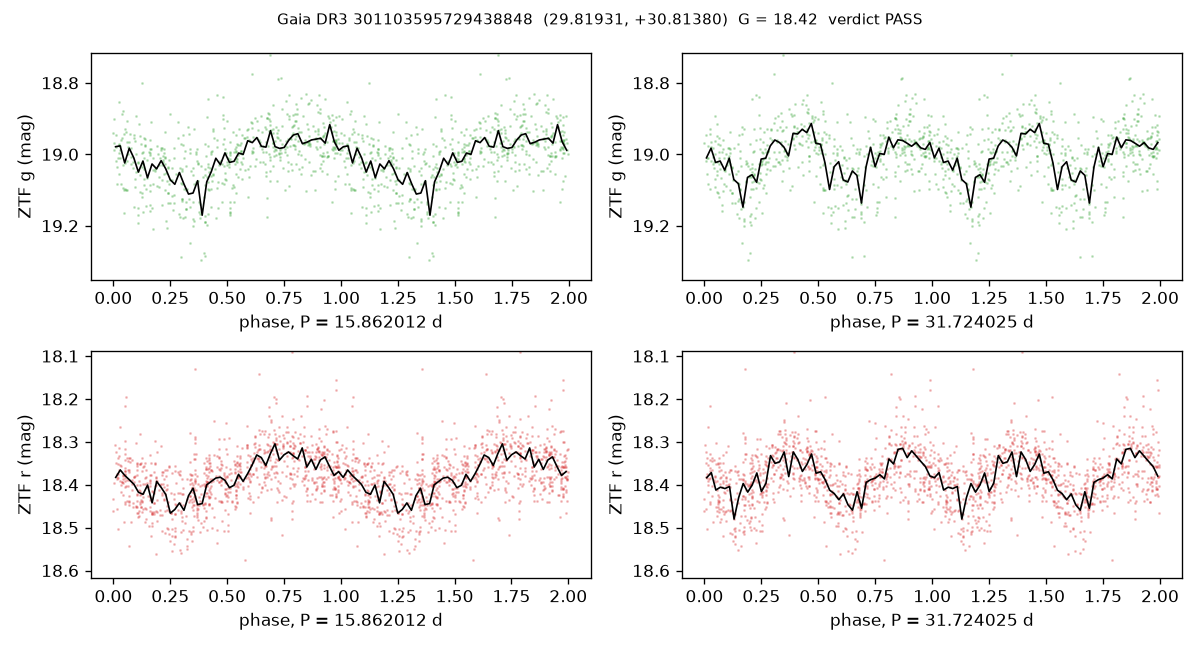 Gaia DR3 301103595729438848 (29.81931, +30.81380) G = 18.42 verdict PASS
ZTF g (mag)
18.8
19.0
19.2
0.00 0.25 0.50 0.75 1.00 1.25 1.50 1.75 2.00
phase, P = 15.862012 d
ZTF g (mag)
18.8
19.0
19.2
0.00 0.25 0.50 0.75 1.00 1.25 1.50 1.75 2.00
phase, P = 31.724025 d
ZTF r (mag)
18.1
18.2
18.3
18.4
18.5
18.6
0.00 0.25 0.50 0.75 1.00 1.25 1.50 1.75 2.00
phase, P = 15.862012 d
ZTF r (mag)
18.1
18.2
18.3
18.4
18.5
18.6
0.00 0.25 0.50 0.75 1.00 1.25 1.50 1.75 2.00
phase, P = 31.724025 d